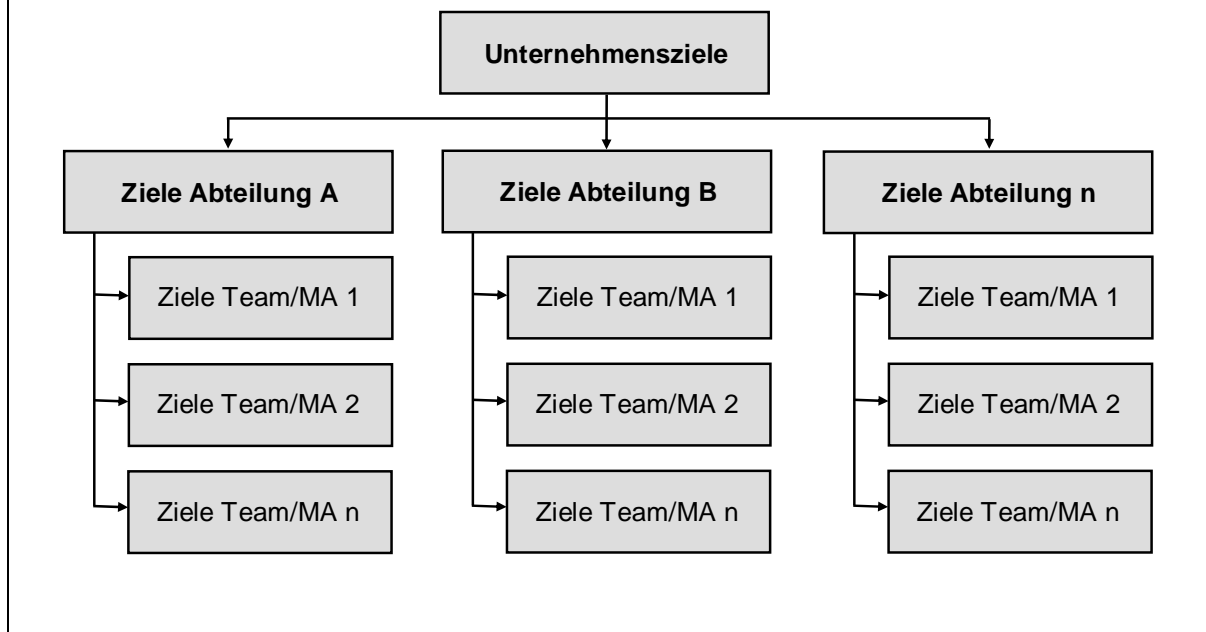 Unternehmensziele
Ziele Abteilung A
Ziele Abteilung B
Ziele Abteilung n
Ziele Team/MA 1
Ziele Team/MA 1
Ziele Team/MA 1
Ziele Team/MA 2
Ziele Team/MA 2
Ziele Team/MA 2
Ziele Team/MA n
Ziele Team/MA n
Ziele Team/MA n